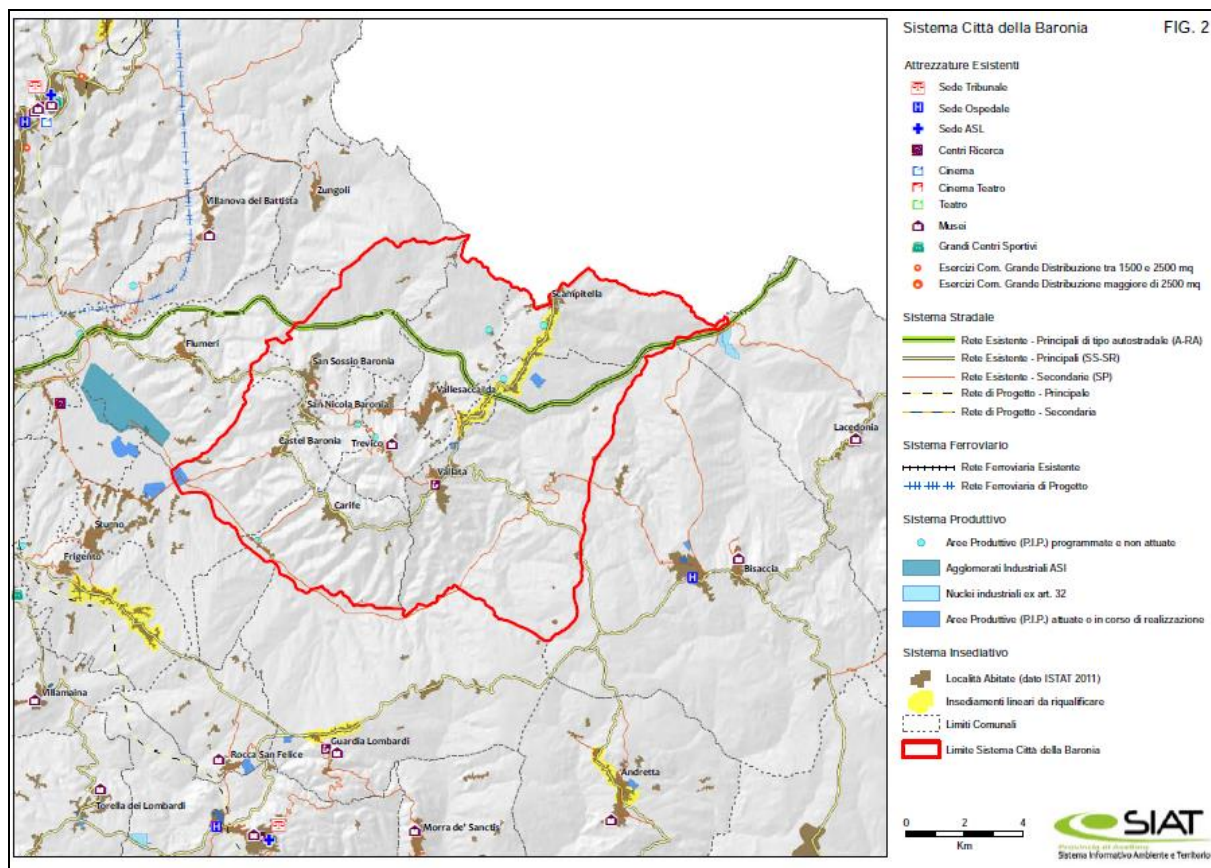 Sistema Città della Baronia
FIG. 2
Attrezzature Esistenti
Sede Tribunale
Sede Ospedale
Sede ASL
Centri Ricerca
Cinema
Cinema Teatro
Teatro
Musei
Grandi Centri Sportivi
Esercizi Com. Grande Distribuzione tra 1500 e 2500 mq
Esercizi Com. Grande Distribuzione maggiore di 2500 mq
Sistema Stradale
Rete Esistente - Principali di tipo autostradale (A-RA)
Rete Esistente - Principali (SS-SR)
Rete Esistente - Secondarie (SP)
Rete di Progetto - Principale
Rete di Progetto - Secondaria
Sistema Ferroviario
Rete Ferroviaria Esistente
Rete Ferroviaria di Progetto
Sistema Produttivo
Aree Produttive (P.I.P.) programmate e non attuate
Agglomerati Industriali ASI
Nuclei industriali ex art. 32
Aree Produttive (P.I.P.) attuate o in corso di realizzazione
Sistema Insediativo
Località Abitate (dato ISTAT 2011)
Insediamenti lineari da riqualificare
Limiti Comunali
Limite Sistema Città della Baronia
0 2 4
Km
SIAT
Provincia di Avellino
Sistema Informativo Ambiente e Territorio
Zungoli
Villanova del Battista
Scampitella
Flumeri
San Sossio Baronia
Vallesaccarda
San Nicola Baronia
Castel Baronia
Trevico
Lacedonia
Vallata
Carife
Sturno
Frigento
Bisaccia
H
Villamaina
Guardia Lombardi
Rocca San Felice
Andretta
Torella dei Lombardi
Morra de' Sanctis
H
H